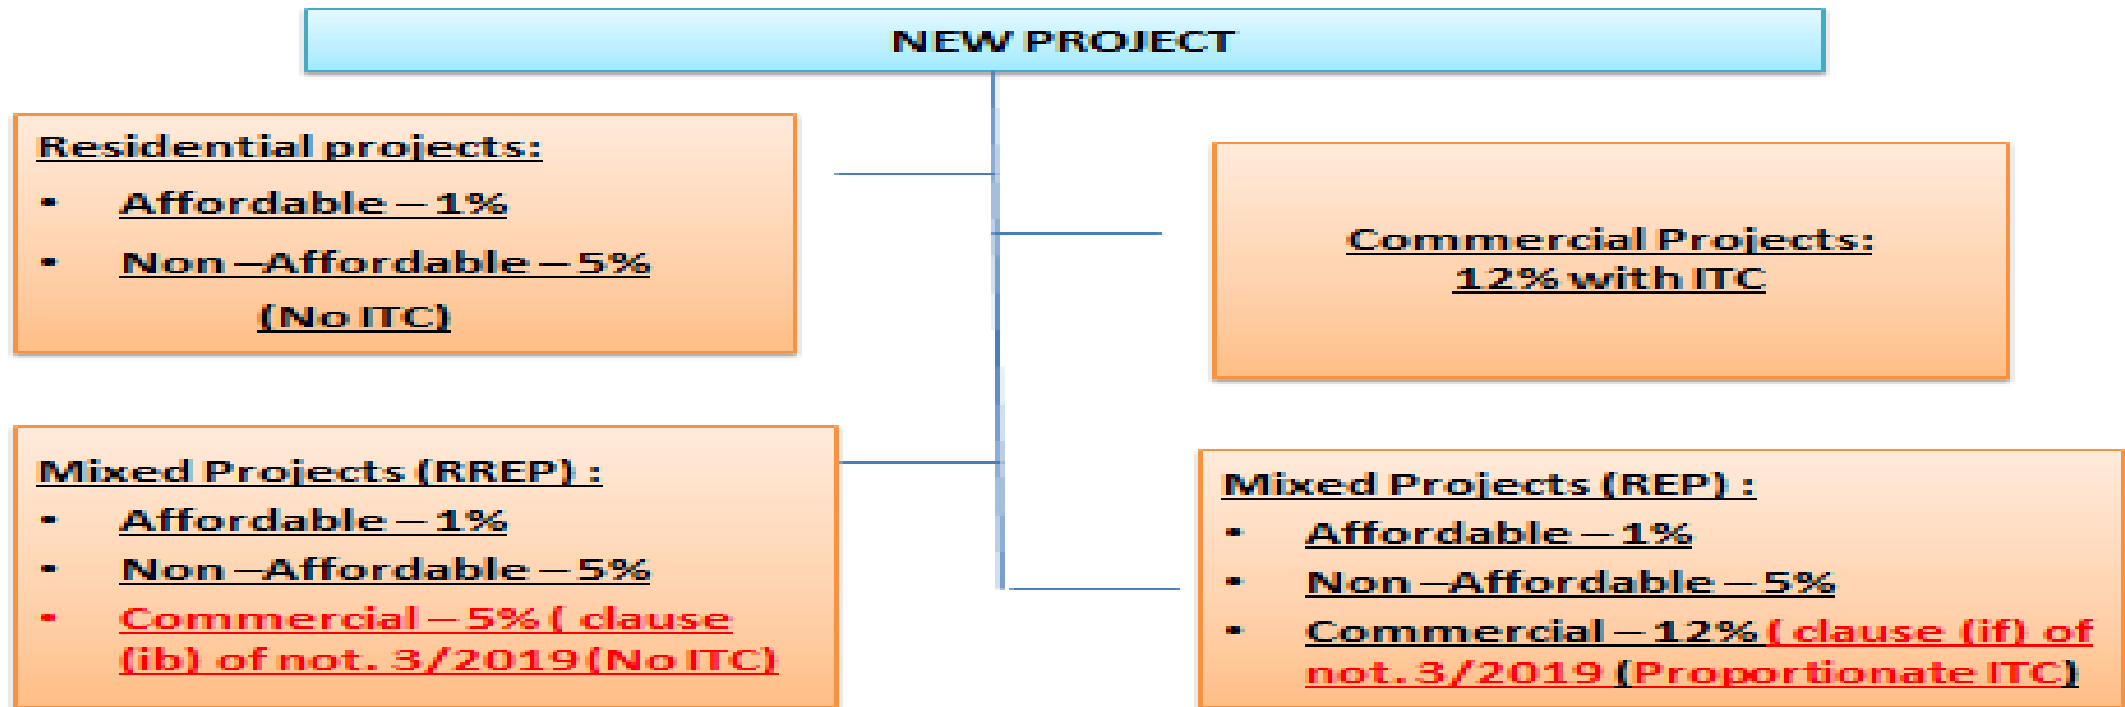 NEW PROJECT
Residential projects:
• Affordable – 1%
• Non –Affordable – 5%
(No ITC)
Commercial Projects:
12% with ITC
Mixed Projects (RREP) :
• Affordable – 1%
• Non –Affordable – 5%
• Commercial – 5% ( clause
(ib) of not. 3/2019 (No ITC)
Mixed Projects (REP) :
• Affordable – 1%
• Non –Affordable – 5%
• Commercial – 12% ( clause (if) of
not. 3/2019 (Proportionate ITC)